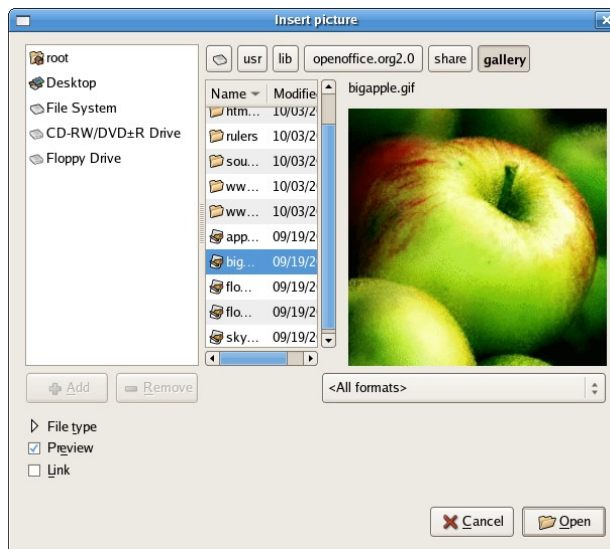 Insert picture
root
Desktop
File System
CD-RW/DVD±R Drive
Floppy Drive
usr lib openoffice.org2.0 share gallery
Name Modifie
htm... 10/03/2
rulers 10/03/2
sou... 10/03/2
ww... 10/03/2
ww... 10/03/2
app... 09/19/2
big... 09/19/2
flo... 09/19/2
flo... 09/19/2
sky... 09/19/2
bigapple.gif
Add Remove
<All formats>
File type
Preview
Link
Cancel Open